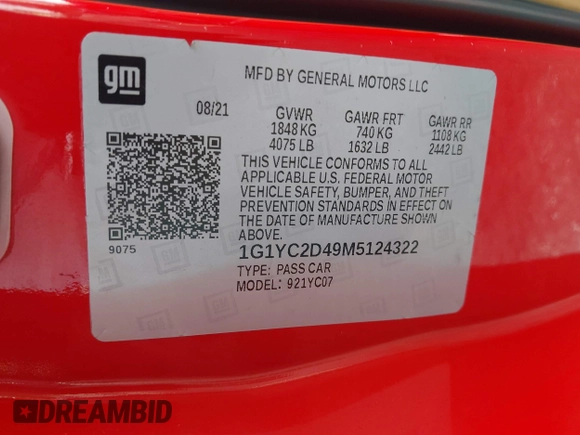 gm
MFD BY GENERAL MOTORS LLC
08/21 GVWR GAWR FRT GAWR RR
1848 KG 740 KG 1108 KG
4075 LB 1632 LB 2442 LB
THIS VEHICLE CONFORMS TO ALL
APPLICABLE U.S. FEDERAL MOTOR
VEHICLE SAFETY, BUMPER, AND THEFT
PREVENTION STANDARDS IN EFFECT ON
THE DATE OF MANUFACTURE SHOWN
ABOVE.
9075
1G1YC2D49M5124322
TYPE: PASS CAR
MODEL: 921YC07
DREAMBID